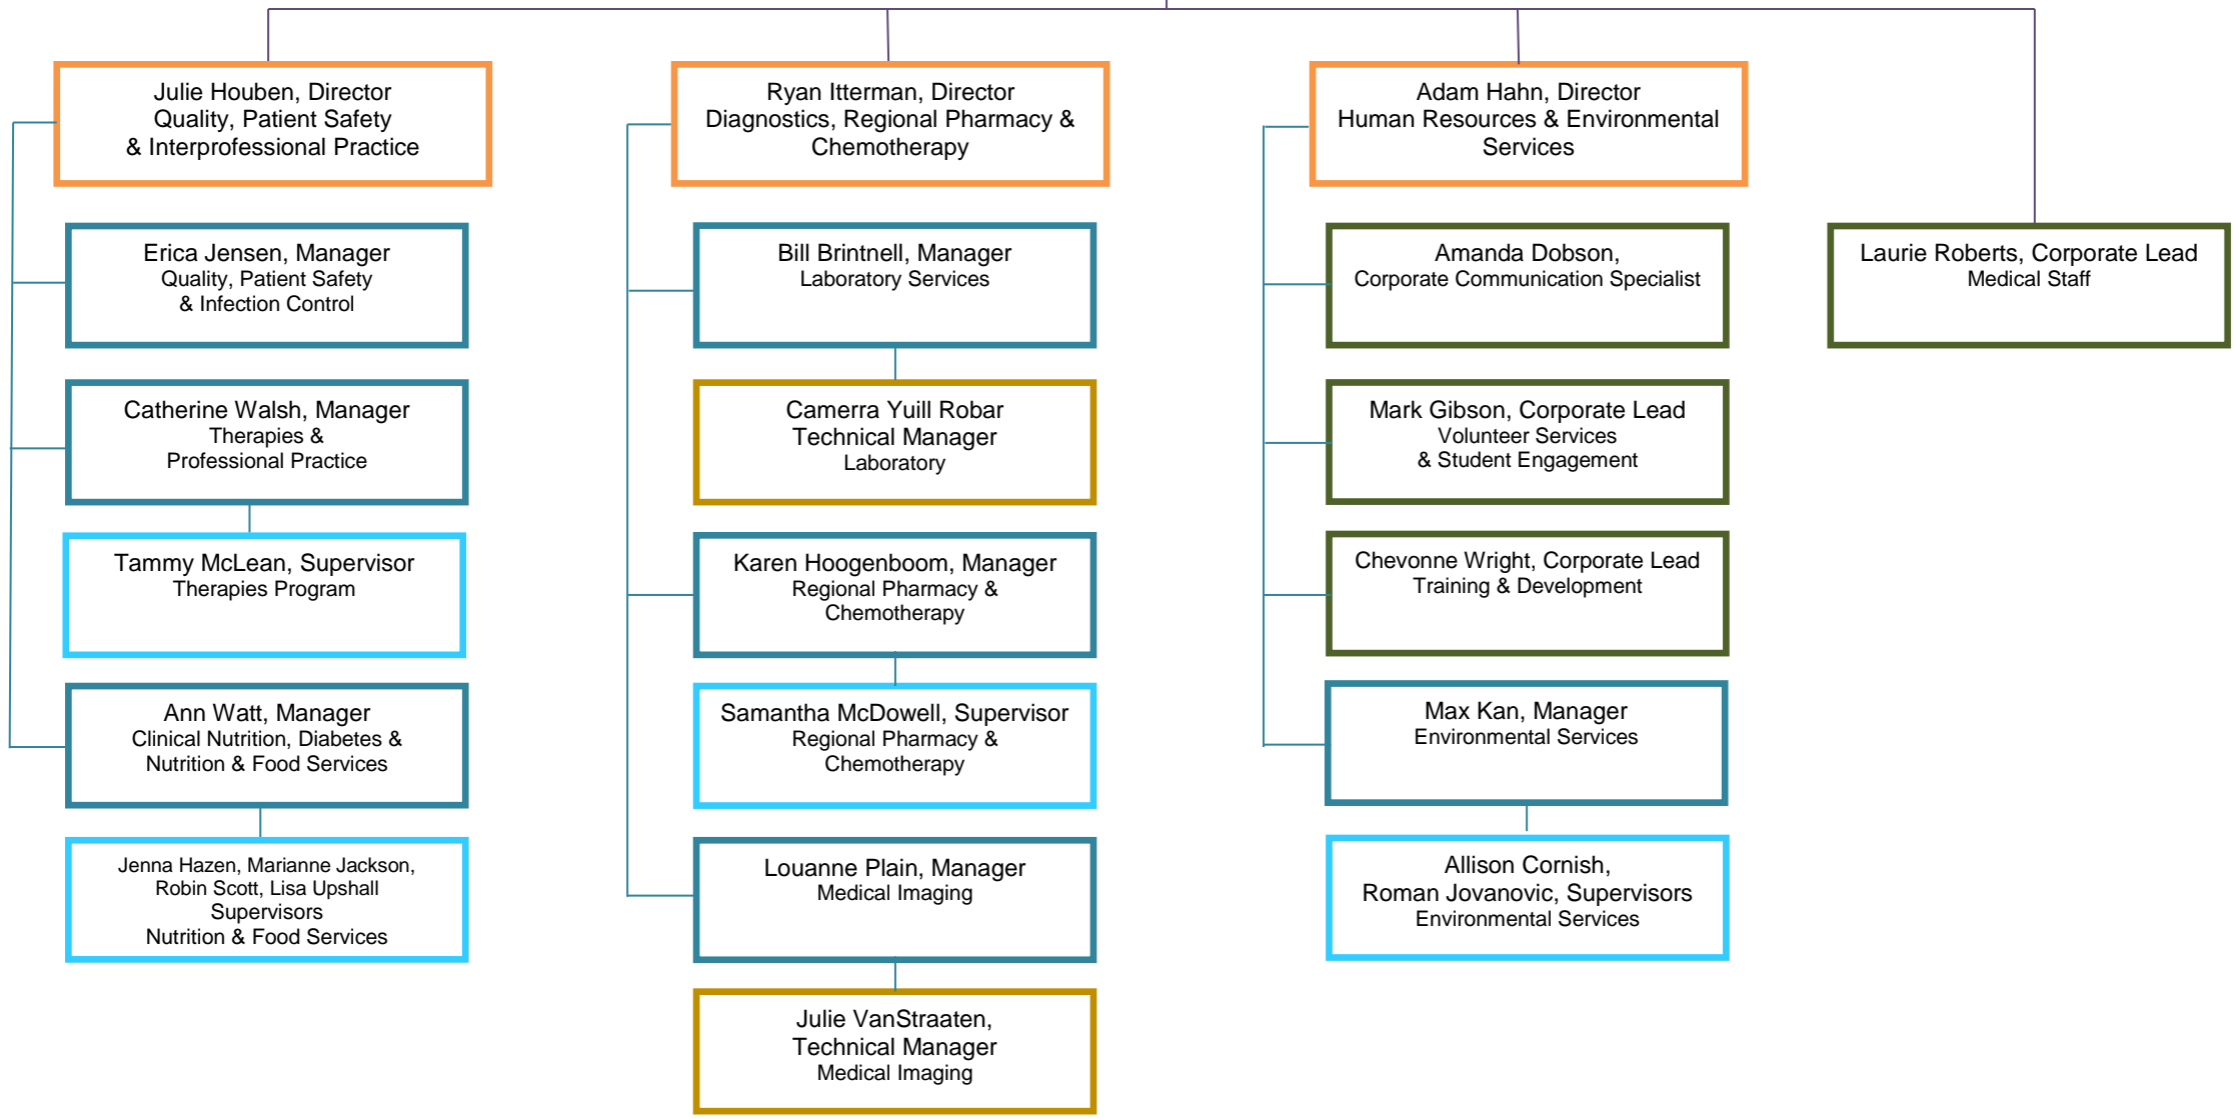 Julie Houben, Director
Quality, Patient Safety
& Interprofessional Practice
Erica Jensen, Manager
Quality, Patient Safety
& Infection Control
Catherine Walsh, Manager
Therapies &
Professional Practice
Tammy McLean, Supervisor
Therapies Program
Ann Watt, Manager
Clinical Nutrition, Diabetes &
Nutrition & Food Services
Jenna Hazen, Marianne Jackson,
Robin Scott, Lisa Upshall
Supervisors
Nutrition & Food Services
Ryan Itterman, Director
Diagnostics, Regional Pharmacy &
Chemotherapy
Bill Brintnell, Manager
Laboratory Services
Camerra Yuill Robar
Technical Manager
Laboratory
Karen Hoogenboom, Manager
Regional Pharmacy &
Chemotherapy
Samantha McDowell, Supervisor
Regional Pharmacy &
Chemotherapy
Louanne Plain, Manager
Medical Imaging
Julie VanStraaten,
Technical Manager
Medical Imaging
Adam Hahn, Director
Human Resources & Environmental
Services
Amanda Dobson,
Corporate Communication Specialist
Mark Gibson, Corporate Lead
Volunteer Services
& Student Engagement
Chevonne Wright, Corporate Lead
Training & Development
Max Kan, Manager
Environmental Services
Allison Cornish,
Roman Jovanovic, Supervisors
Environmental Services
Laurie Roberts, Corporate Lead
Medical Staff